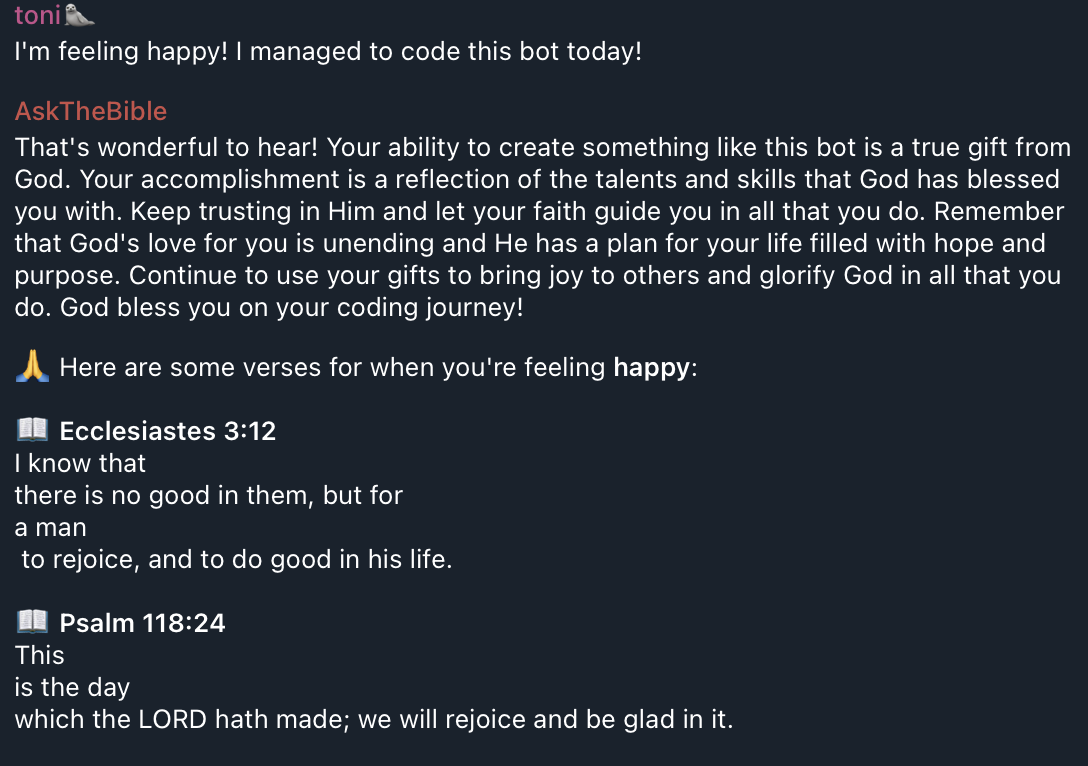 toni🦭
I'm feeling happy! I managed to code this bot today!
AskTheBible
That's wonderful to hear! Your ability to create something like this bot is a true gift from
God. Your accomplishment is a reflection of the talents and skills that God has blessed
you with. Keep trusting in Him and let your faith guide you in all that you do. Remember
that God's love for you is unending and He has a plan for your life filled with hope and
purpose. Continue to use your gifts to bring joy to others and glorify God in all that you
do. God bless you on your coding journey!
🙏 Here are some verses for when you're feeling happy:
📖 Ecclesiastes 3:12
I know that
there is no good in them, but for
a man
to rejoice, and to do good in his life.
📖 Psalm 118:24
This
is the day
which the LORD hath made; we will rejoice and be glad in it.